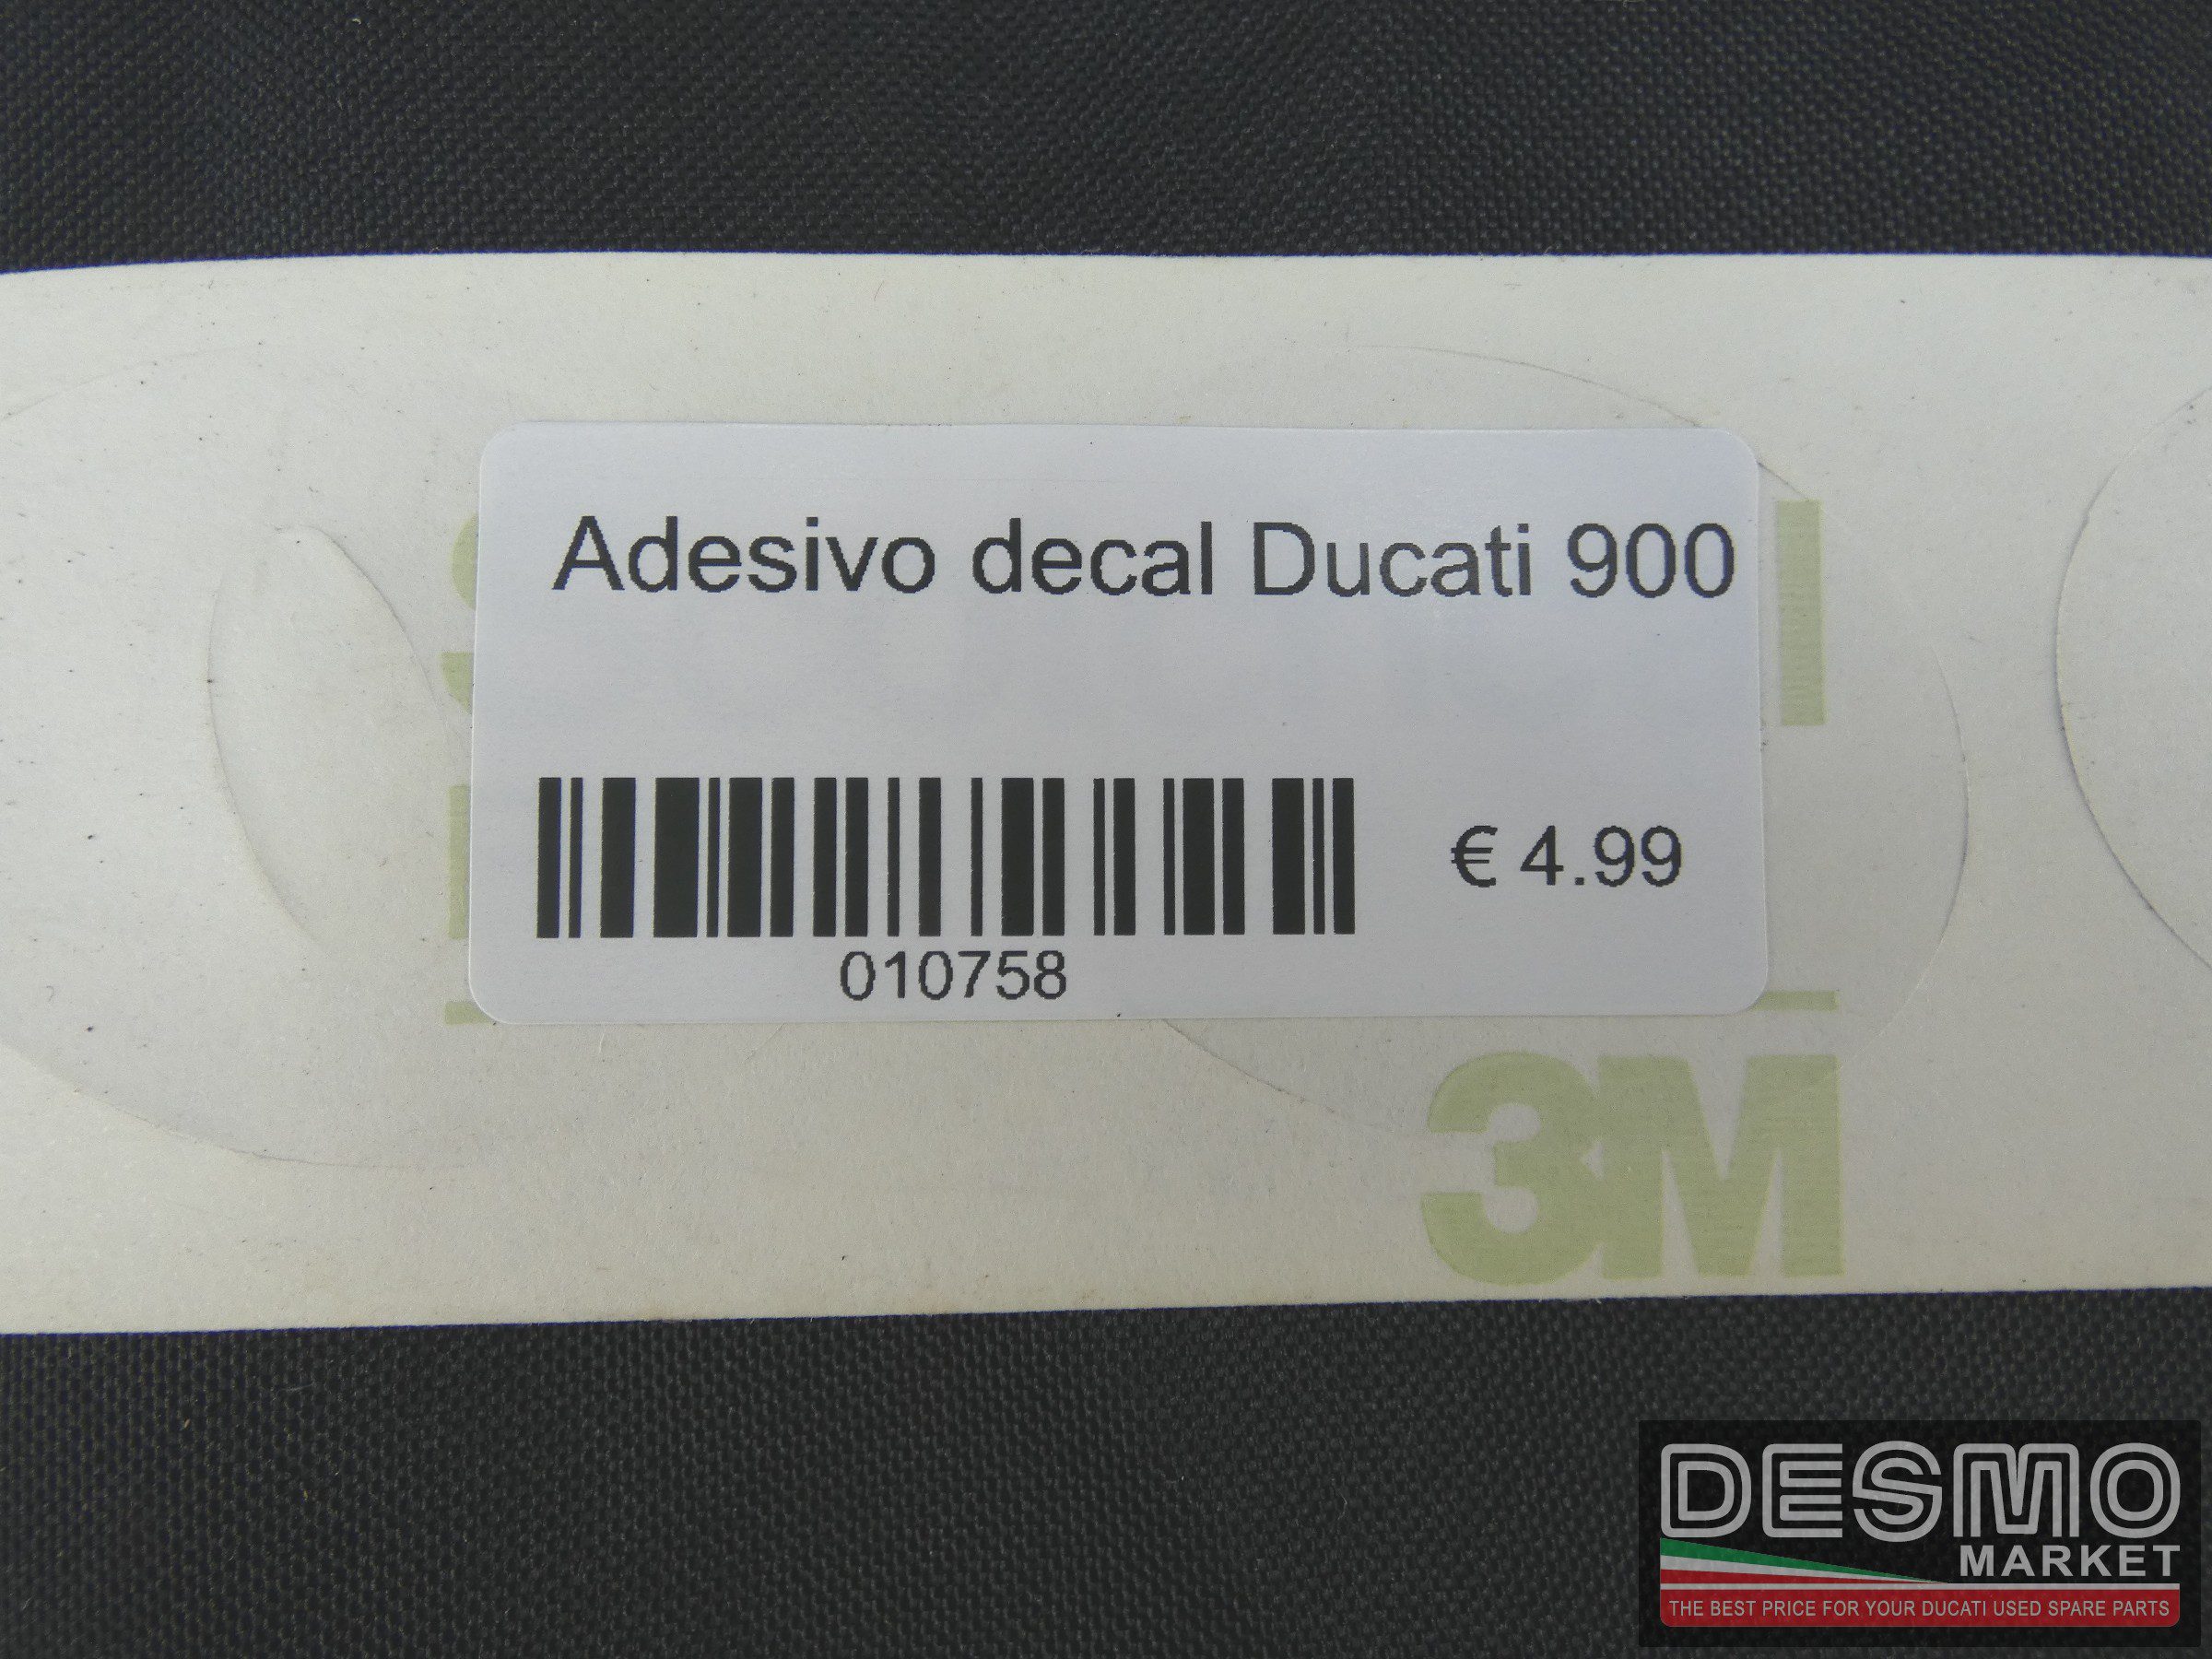 Adesivo decal Ducati 900
€ 4.99
010758
3M
DESMO
MARKET
THE BEST PRICE FOR YOUR DUCATI USED SPARE PARTS